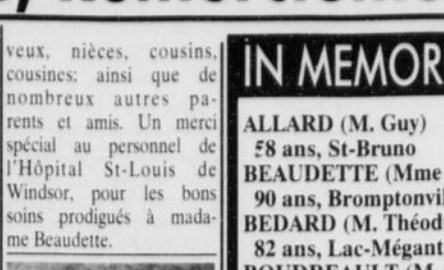 veux, nièces, cousins,
cousines; ainsi que de
nombreux autres pa-
rents et amis. Un merci
spécial au personnel de
l'Hôpital St-Louis de
Windsor, pour les bons
soins prodigués à mada-
me Beaudette.
IN MEMOR
ALLARD (M. Guy)
58 ans, St-Bruno
BEAUDETTE (Mme
90 ans, Bromptonvil
BEDARD (M. Théod
82 ans, Lac-Mégant